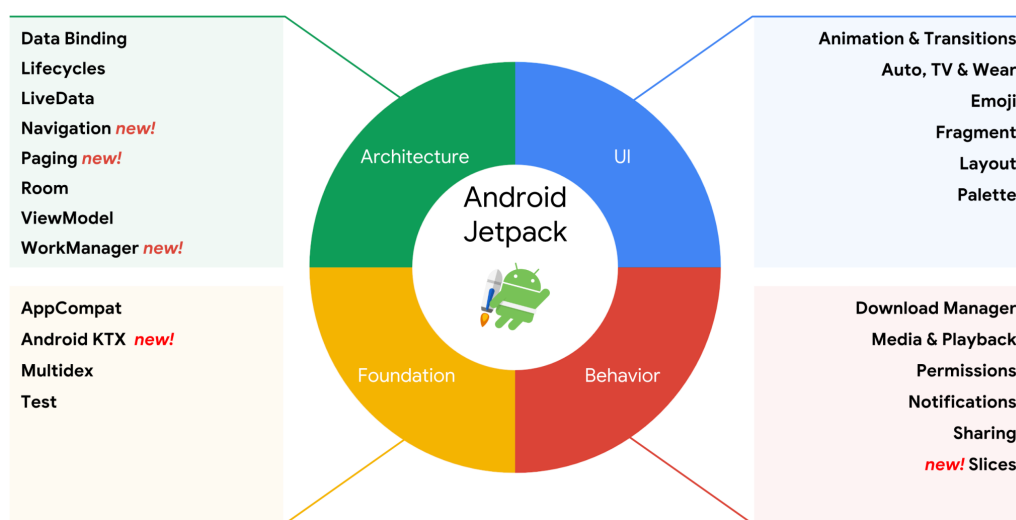 Data Binding
Lifecycles
LiveData
Navigation new!
Paging new!
Room
ViewModel
WorkManager new!
Architecture
UI
Animation & Transitions
Auto, TV & Wear
Emoji
Fragment
Layout
Palette
Android
Jetpack
AppCompat
Android KTX new!
Multidex
Test
Foundation
Behavior
Download Manager
Media & Playback
Permissions
Notifications
Sharing
new! Slices